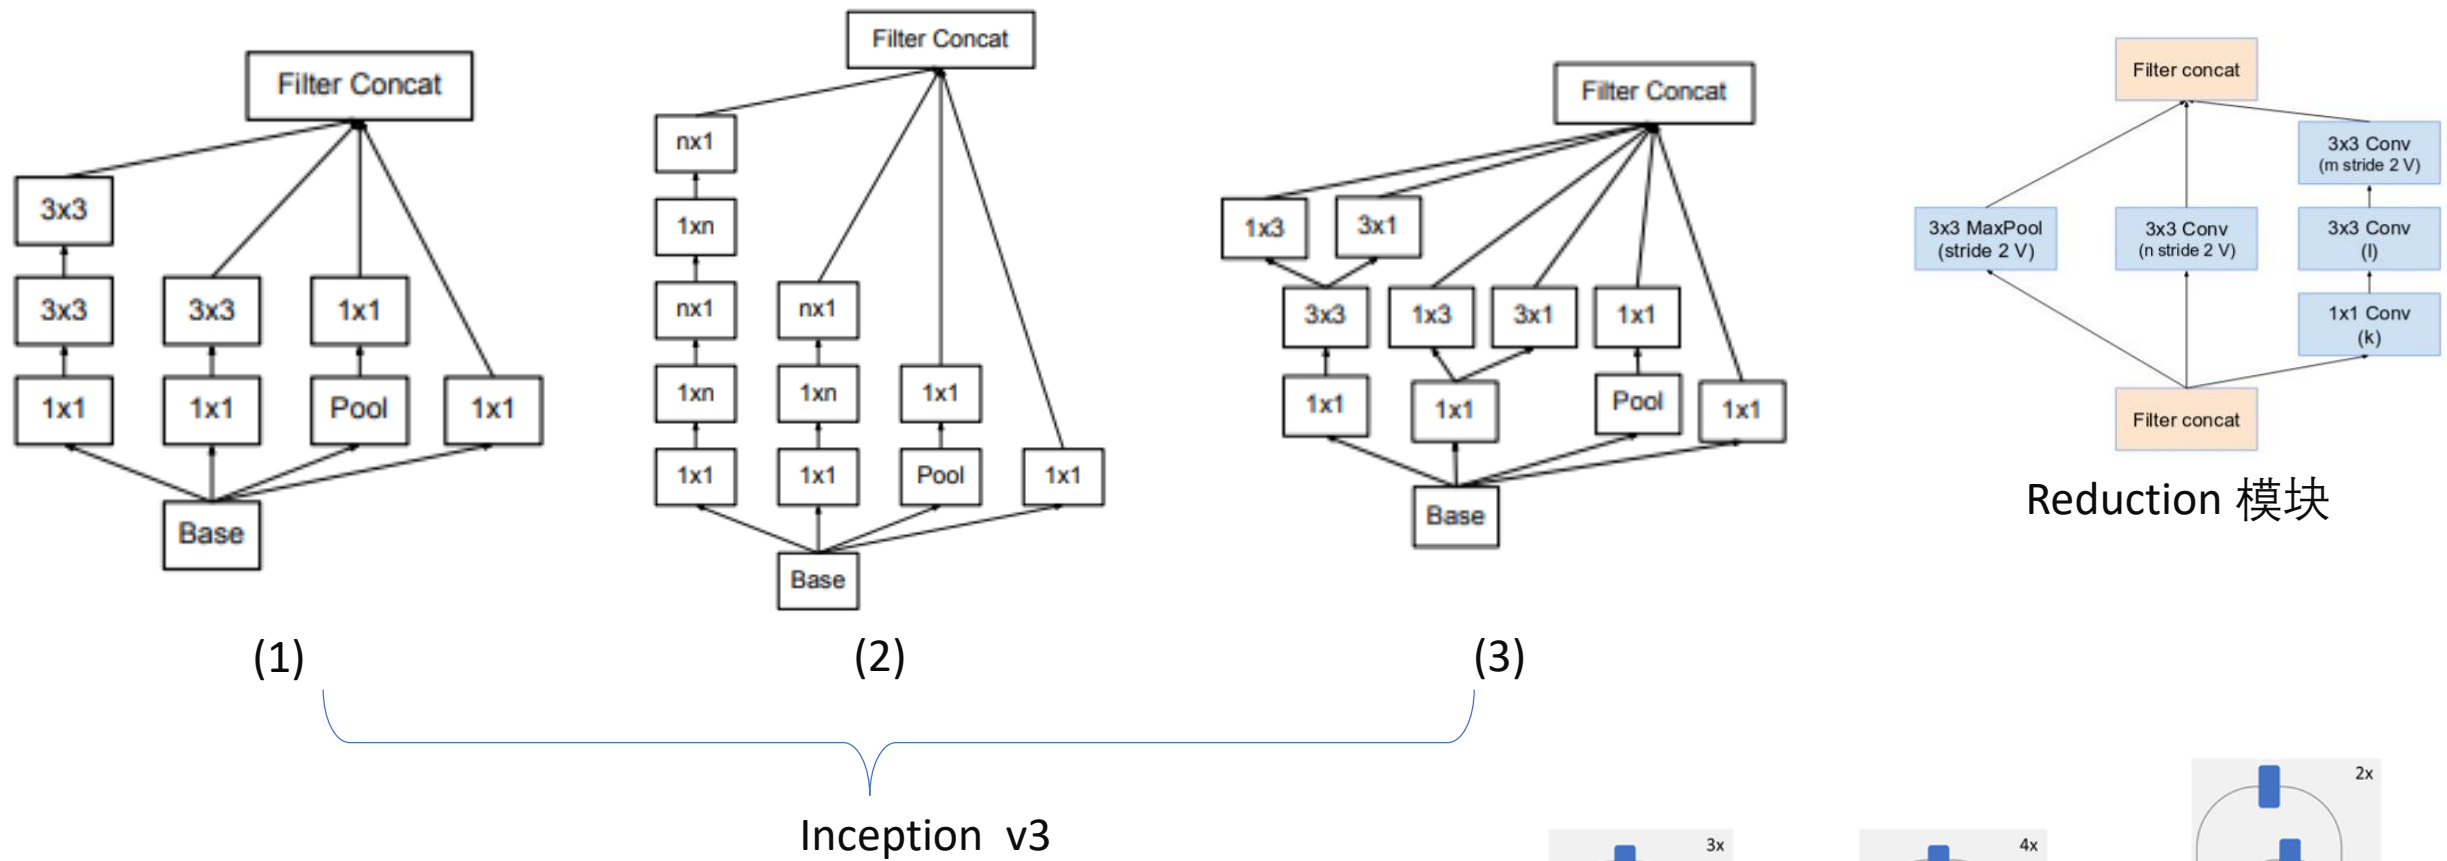 Filter Concat
3x3
3x3
3x3
1x1
1x1
1x1
Pool
1x1
Base
(1)
Filter Concat
nx1
1xn
nx1
nx1
1xn
1xn
1x1
1x1
1x1
Pool
1x1
Base
(2)
Filter Concat
1x3
3x1
3x3
1x3
3x1
1x1
1x1
1x1
Pool
1x1
Base
(3)
Inception v3
Filter concat
3x3 Conv
(m stride 2 V)
3x3 MaxPool
(stride 2 V)
3x3 Conv
(n stride 2 V)
3x3 Conv
(l)
1x1 Conv
(k)
Filter concat
Reduction 模块
3x
4x
2x